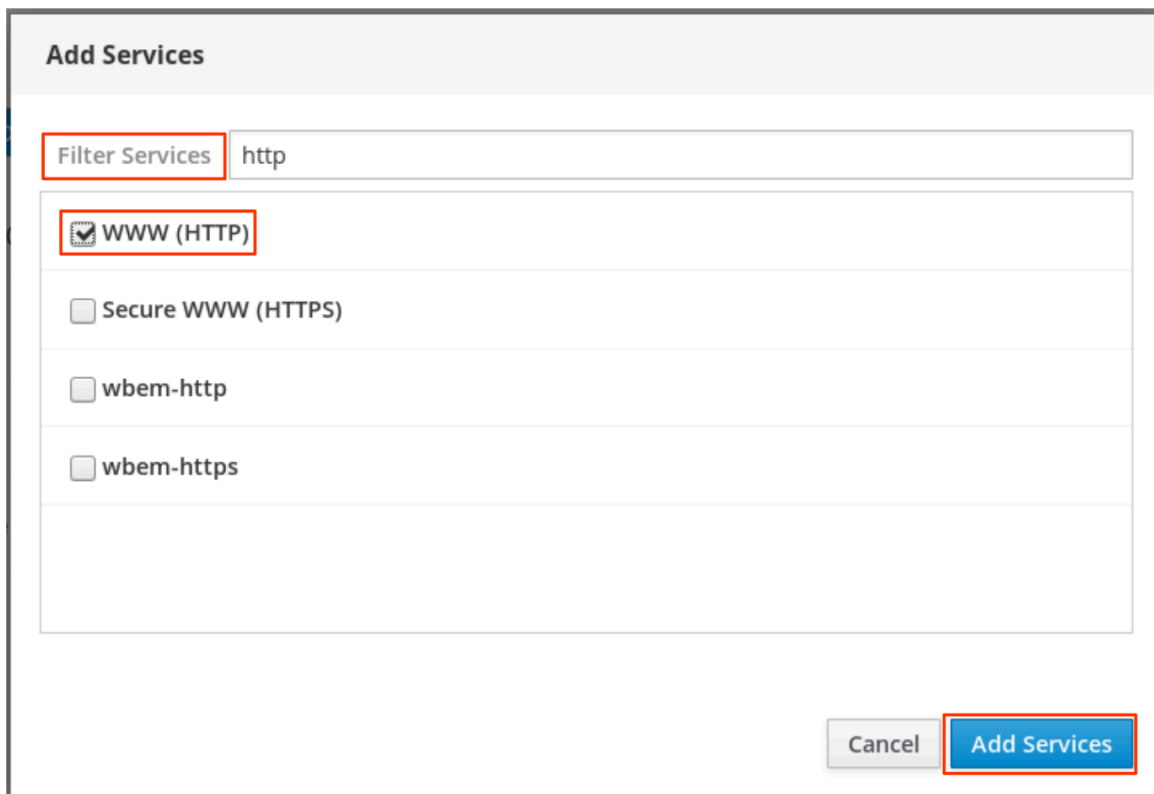 Add Services
Filter Services http
WWW (HTTP)
Secure WWW (HTTPS)
wbem-http
wbem-https
Cancel Add Services